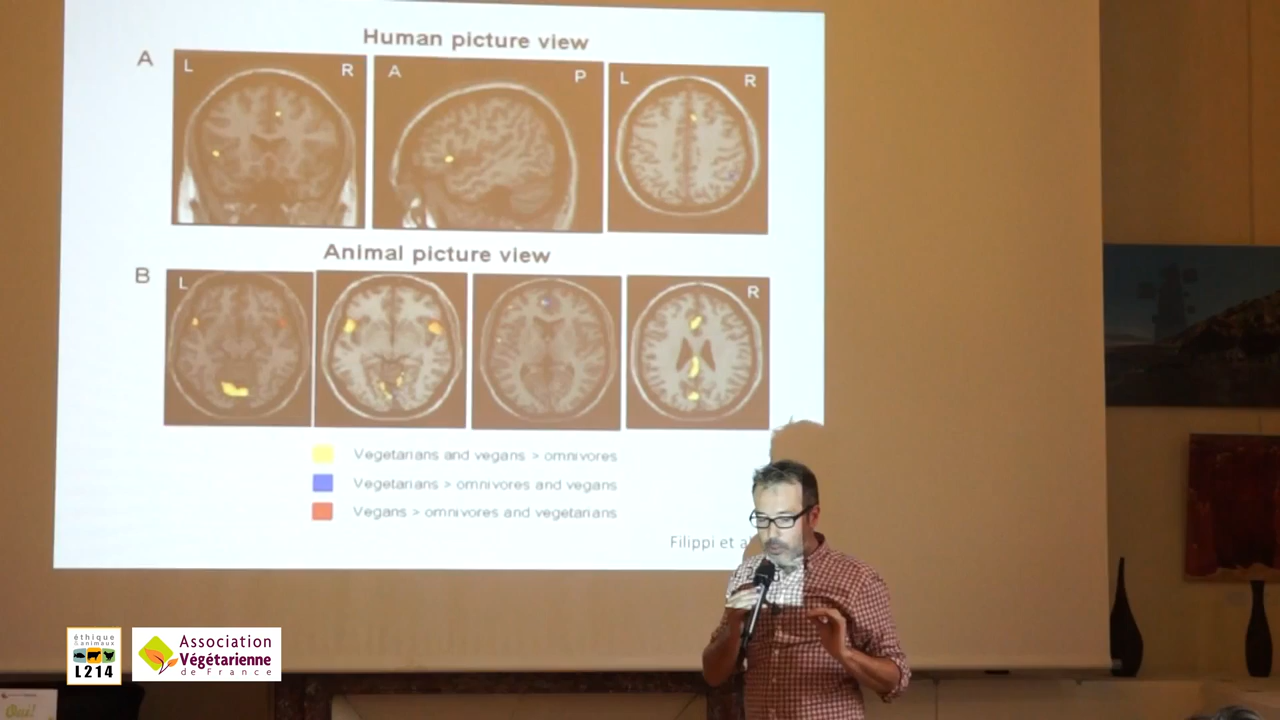 Human picture view
A
L
R
A
P
L
R
Animal picture view
B
L
R
Vegetarians and vegans > omnivores
Vegetarians > omnivores and vegans
Vegans > omnivores and vegetarians
Filippi et
éthique
& animaux
L214
Association
Végétarienne
de France
Oui!